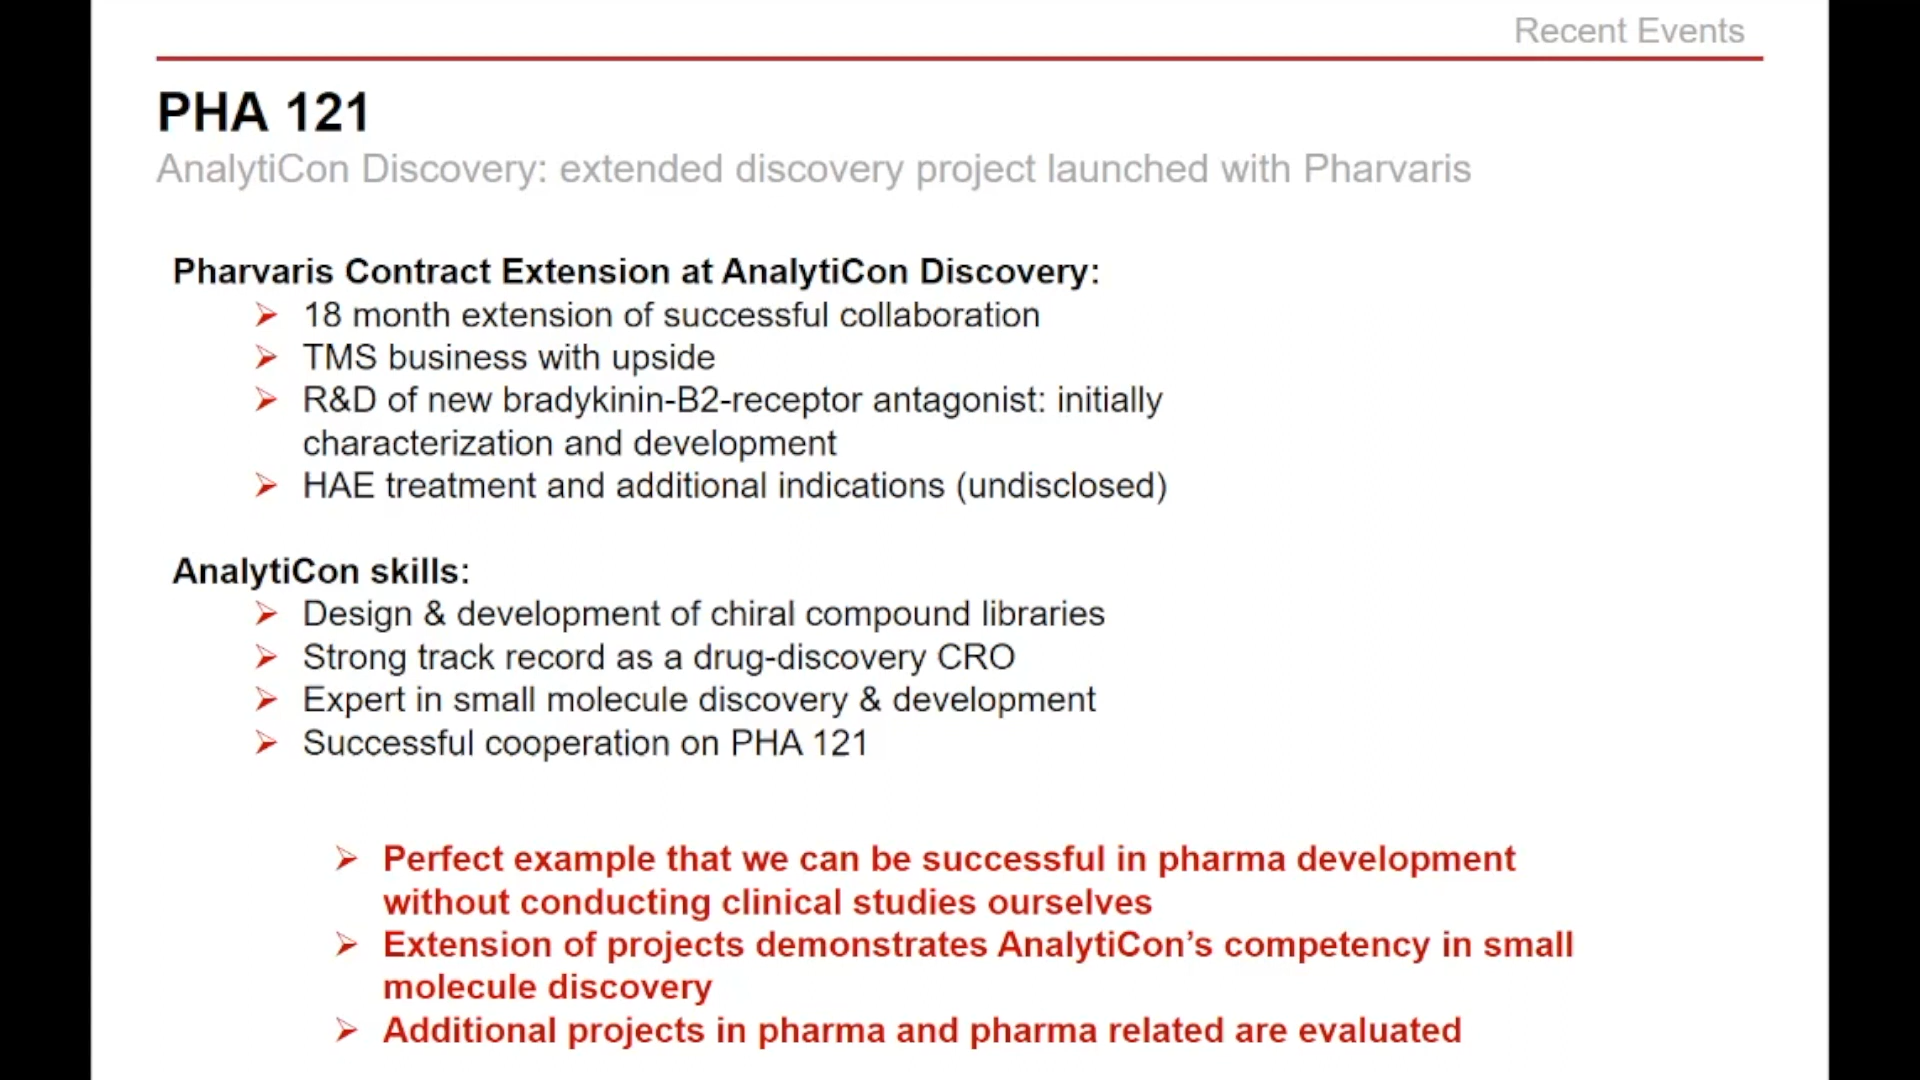 Recent Events
PHA 121
AnalytiCon Discovery: extended discovery project launched with Pharvaris
Pharvaris Contract Extension at AnalytiCon Discovery:
➢ 18 month extension of successful collaboration
➢ TMS business with upside
➢ R&D of new bradykinin-B2-receptor antagonist: initially
characterization and development
➢ HAE treatment and additional indications (undisclosed)
AnalytiCon skills:
➢ Design & development of chiral compound libraries
➢ Strong track record as a drug-discovery CRO
➢ Expert in small molecule discovery & development
➢ Successful cooperation on PHA 121
➢ Perfect example that we can be successful in pharma development
without conducting clinical studies ourselves
➢ Extension of projects demonstrates AnalytiCon’s competency in small
molecule discovery
➢ Additional projects in pharma and pharma related are evaluated